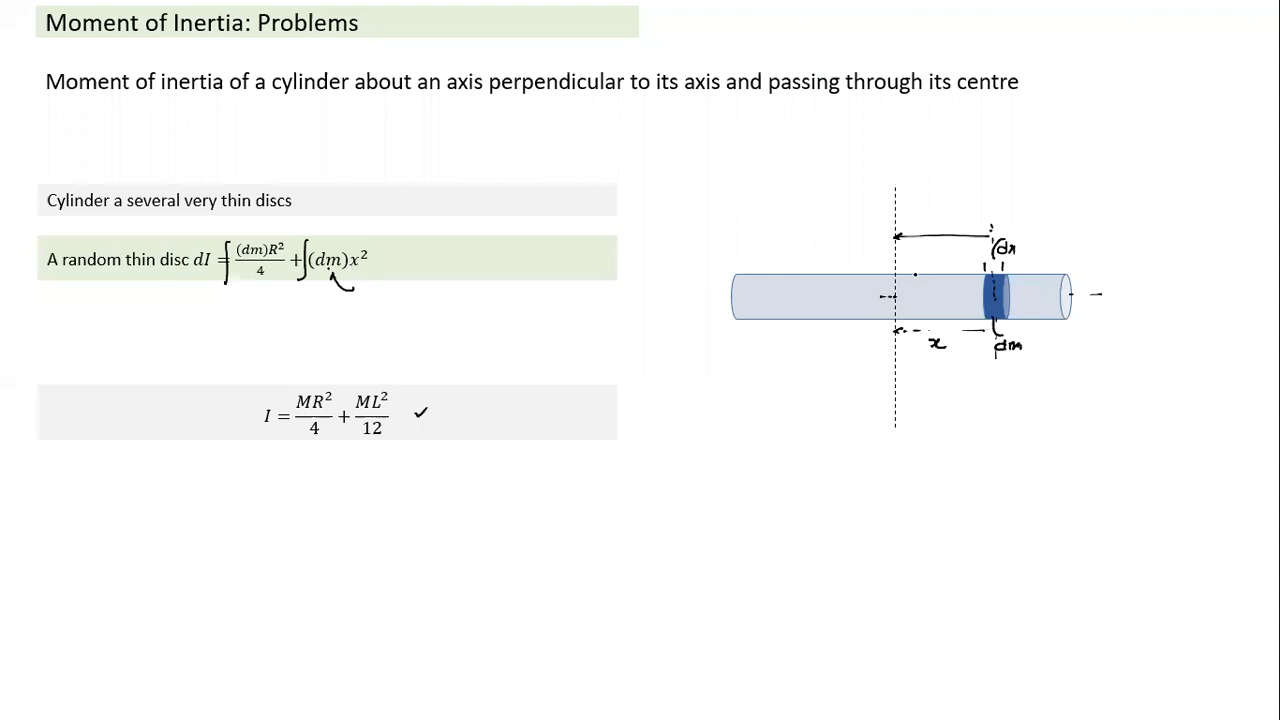 Moment of Inertia: Problems
Moment of inertia of a cylinder about an axis perpendicular to its axis and passing through its centre
Cylinder a several very thin discs
A random thin disc dI = ∫ (dm)R²/4 + ∫(dm)x²
I = MR²/4 + ML²/12 ✓
dx
x
dm